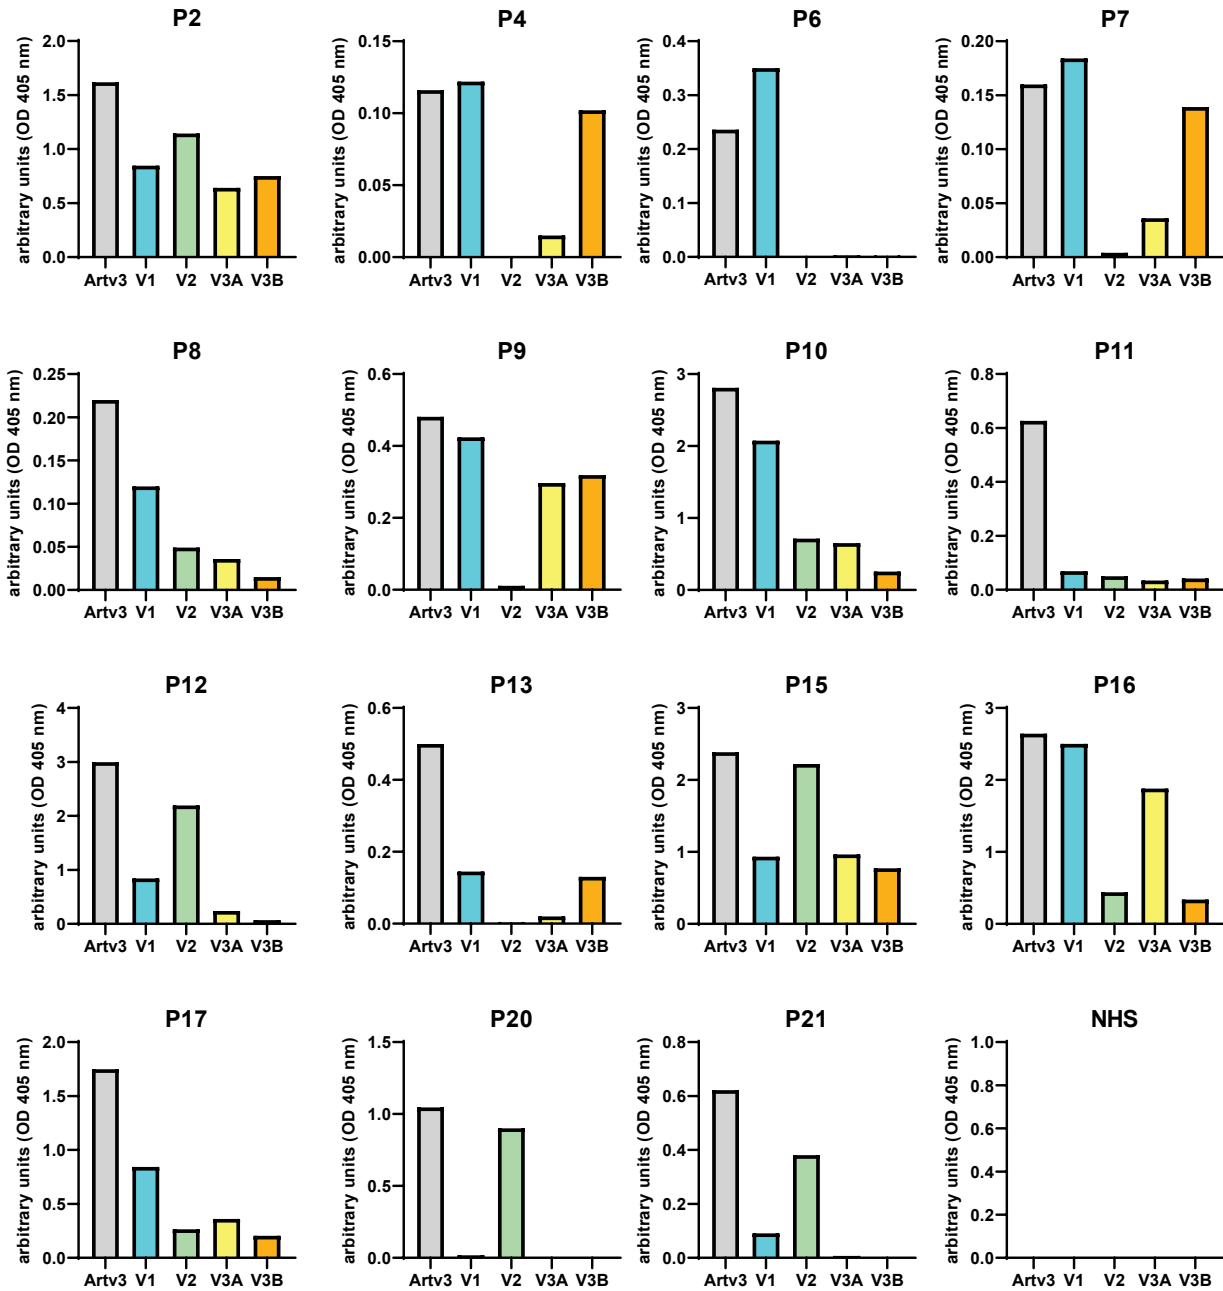 P2
arbitrary units (OD 405 nm)
2.0
1.5
1.0
0.5
0.0
Artv3 V1 V2 V3A V3B
P4
arbitrary units (OD 405 nm)
0.15
0.10
0.05
0.00
Artv3 V1 V2 V3A V3B
P6
arbitrary units (OD 405 nm)
0.4
0.3
0.2
0.1
0.0
Artv3 V1 V2 V3A V3B
P7
arbitrary units (OD 405 nm)
0.20
0.15
0.10
0.05
0.00
Artv3 V1 V2 V3A V3B
P8
arbitrary units (OD 405 nm)
0.25
0.20
0.15
0.10
0.05
0.00
Artv3 V1 V2 V3A V3B
P9
arbitrary units (OD 405 nm)
0.6
0.4
0.2
0.0
Artv3 V1 V2 V3A V3B
P10
arbitrary units (OD 405 nm)
3
2
1
0
Artv3 V1 V2 V3A V3B
P11
arbitrary units (OD 405 nm)
0.8
0.6
0.4
0.2
0.0
Artv3 V1 V2 V3A V3B
P12
arbitrary units (OD 405 nm)
4
3
2
1
0
Artv3 V1 V2 V3A V3B
P13
arbitrary units (OD 405 nm)
0.6
0.4
0.2
0.0
Artv3 V1 V2 V3A V3B
P15
arbitrary units (OD 405 nm)
3
2
1
0
Artv3 V1 V2 V3A V3B
P16
arbitrary units (OD 405 nm)
3
2
1
0
Artv3 V1 V2 V3A V3B
P17
arbitrary units (OD 405 nm)
2.0
1.5
1.0
0.5
0.0
Artv3 V1 V2 V3A V3B
P20
arbitrary units (OD 405 nm)
1.5
1.0
0.5
0.0
Artv3 V1 V2 V3A V3B
P21
arbitrary units (OD 405 nm)
0.8
0.6
0.4
0.2
0.0
Artv3 V1 V2 V3A V3B
NHS
arbitrary units (OD 405 nm)
1.0
0.8
0.6
0.4
0.2
0.0
Artv3 V1 V2 V3A V3B